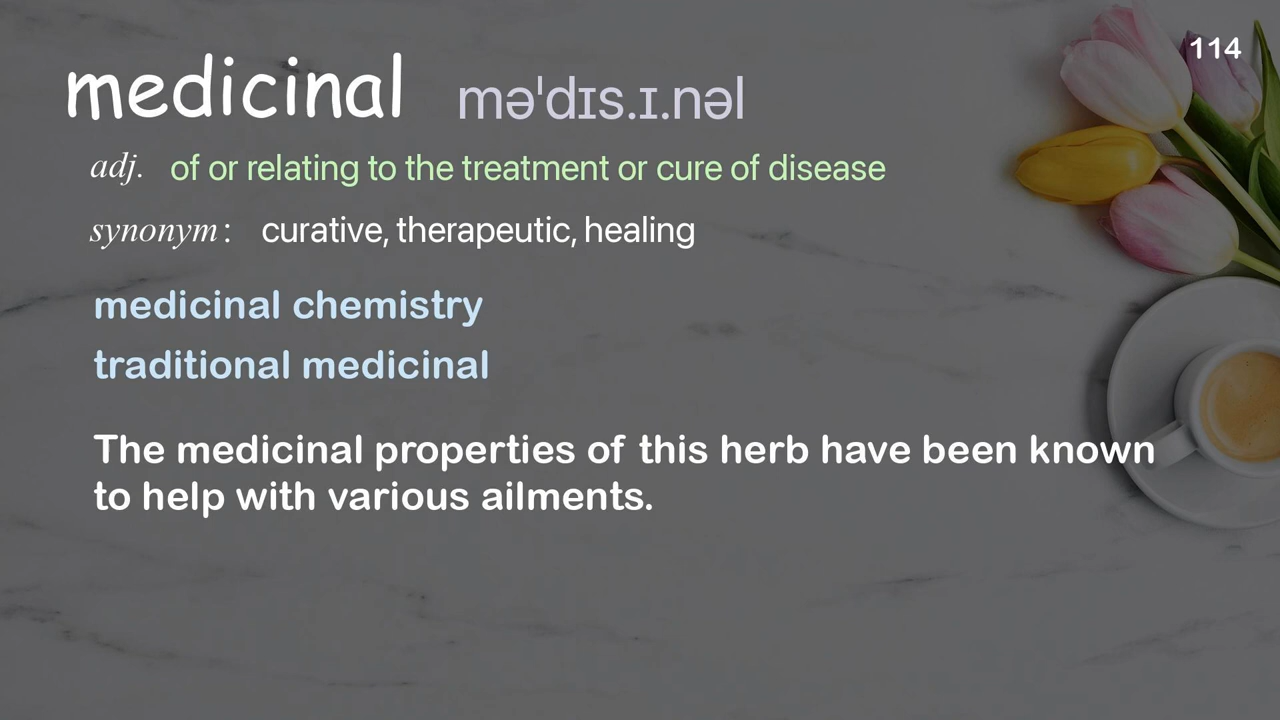 114
medicinal məˈdɪs.ɪ.nəl
adj. of or relating to the treatment or cure of disease
synonym: curative, therapeutic, healing
medicinal chemistry
traditional medicinal
The medicinal properties of this herb have been known
to help with various ailments.